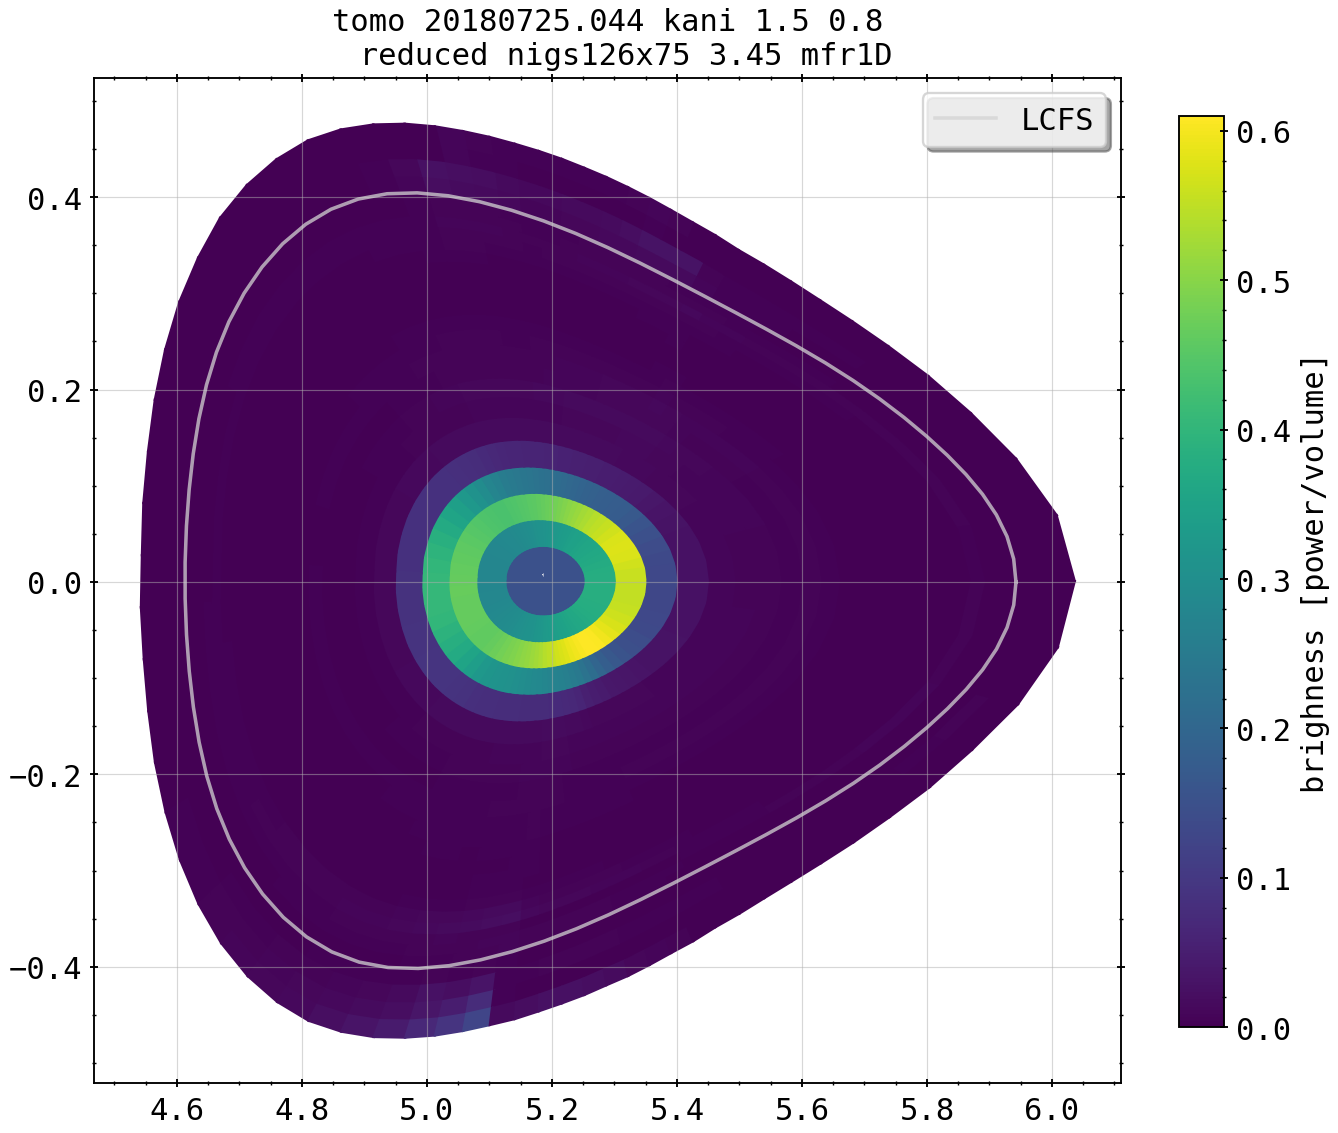 tomo 20180725.044 kani 1.5 0.8
reduced nigs126x75 3.45 mfr1D
LCFS
0.4
0.2
0.0
−0.2
−0.4
4.6 4.8 5.0 5.2 5.4 5.6 5.8 6.0
0.6
0.5
0.4
0.3
0.2
0.1
0.0
brighness [power/volume]